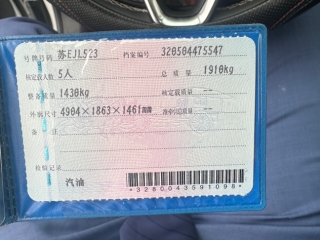 号牌号码 苏EJL523 档案编号 320504475547
核定载人数 5人 总质量 1910kg
整备质量 1430kg 核定载质量 --
外廓尺寸 4904×1863×1461mm 准牵引总质量 --
备注
检验记录
汽油
*3280043591098*